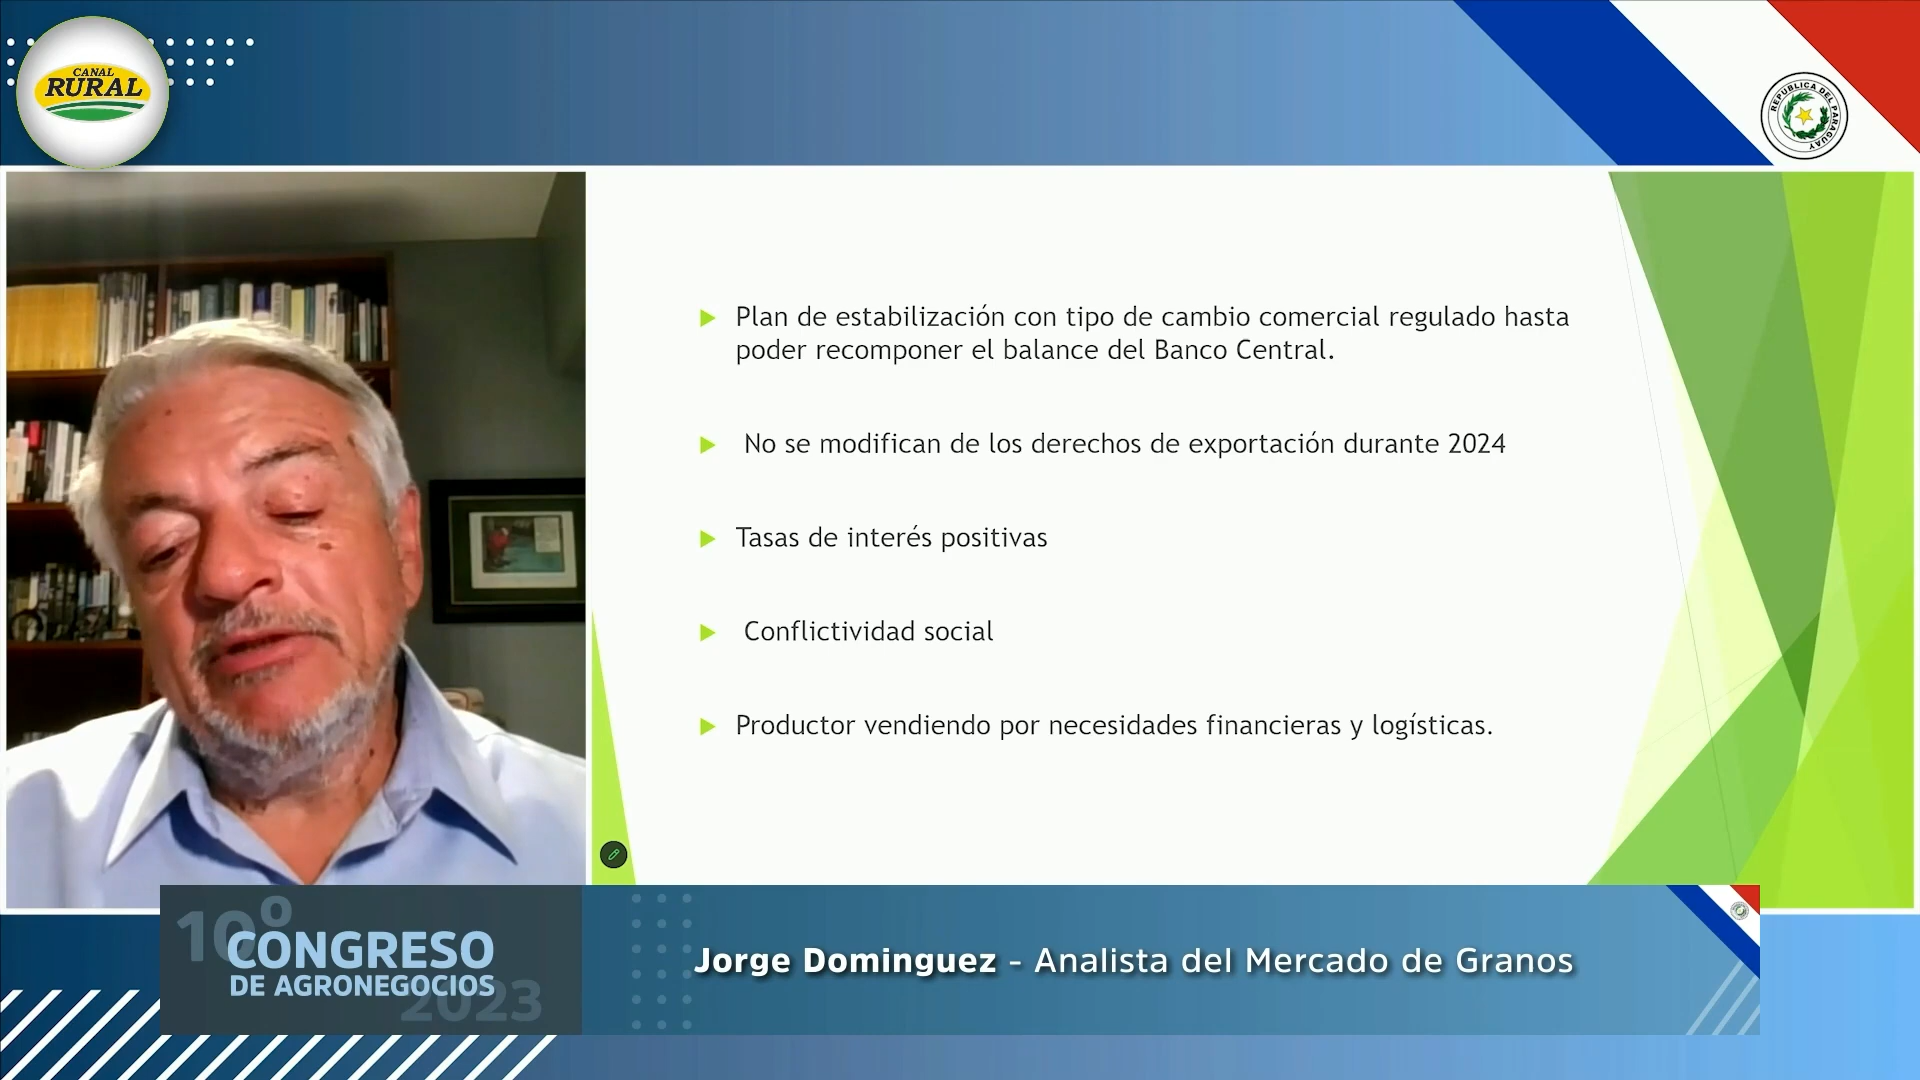 CANAL
RURAL
REPUBLICA DEL PARAGUAY
Plan de estabilización con tipo de cambio comercial regulado hasta
poder recomponer el balance del Banco Central.
No se modifican de los derechos de exportación durante 2024
Tasas de interés positivas
Conflictividad social
Productor vendiendo por necesidades financieras y logísticas.
10º
CONGRESO
DE AGRONEGOCIOS
2023
Jorge Dominguez - Analista del Mercado de Granos